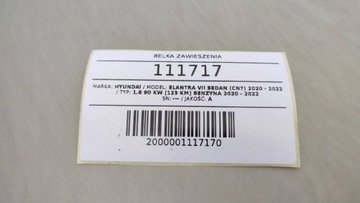 BELKA ZAWIESZENIA
111717
MARKA: HYUNDAI / MODEL: ELANTRA VII SEDAN (CN7) 2020 - 2022
/ TYP: 1.6 90 KW [123 KM] BENZYNA 2020 - 2022
SN: --- / JAKOŚĆ: A
2000001117170